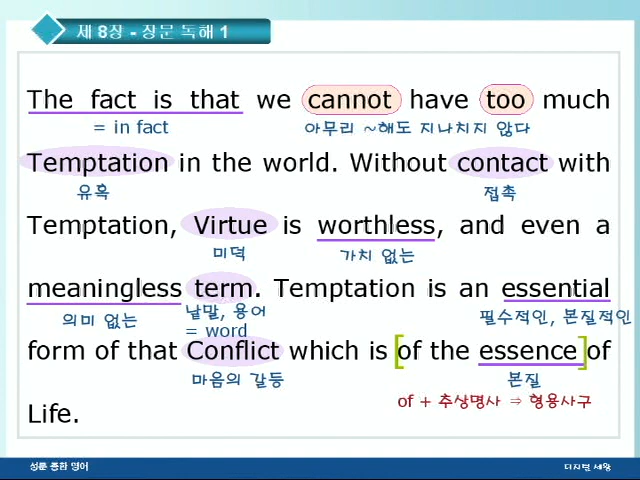 제 8장 - 장문 독해 1
The fact is that we cannot have too much
= in fact 아무리 ~해도 지나치지 않다
Temptation in the world. Without contact with
유혹 접촉
Temptation, Virtue is worthless, and even a
미덕 가치 없는
meaningless term. Temptation is an essential
의미 없는 낱말, 용어 필수적인, 본질적인
= word
form of that Conflict which is [of the essence] of
마음의 갈등 본질
of + 추상명사 ⇒ 형용사구
Life.
성문 종합 영어 디지털 세왕